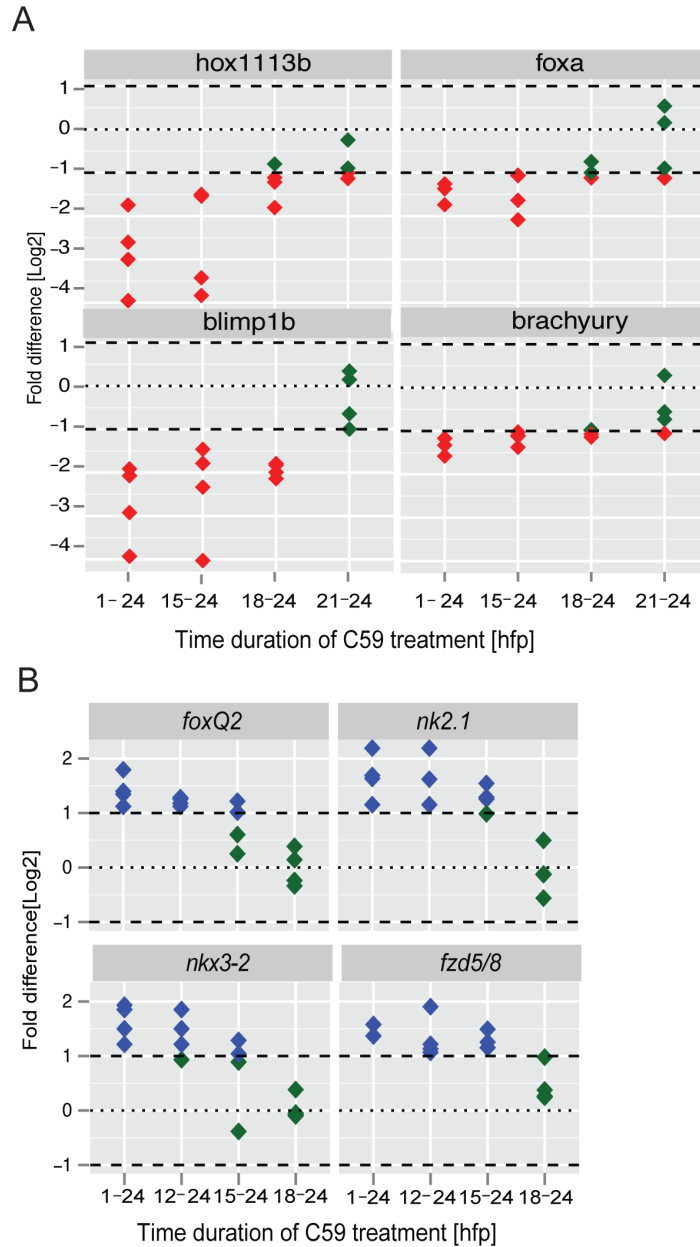 A
hox1113b foxa
1
0
−1
−2
−3
−4
Fold difference [Log2]
blimp1b brachyury
1
0
−1
−2
−3
−4
1−24 15−24 18−24 21−24 1−24 15−24 18−24 21−24
Time duration of C59 treatment [hfp]
B
foxQ2 nk2.1
2
1
0
−1
Fold difference[Log2]
nkx3-2 fzd5/8
2
1
0
−1
1−24 12−24 15−24 18−24 1−24 12−24 15−24 18−24
Time duration of C59 treatment [hfp]